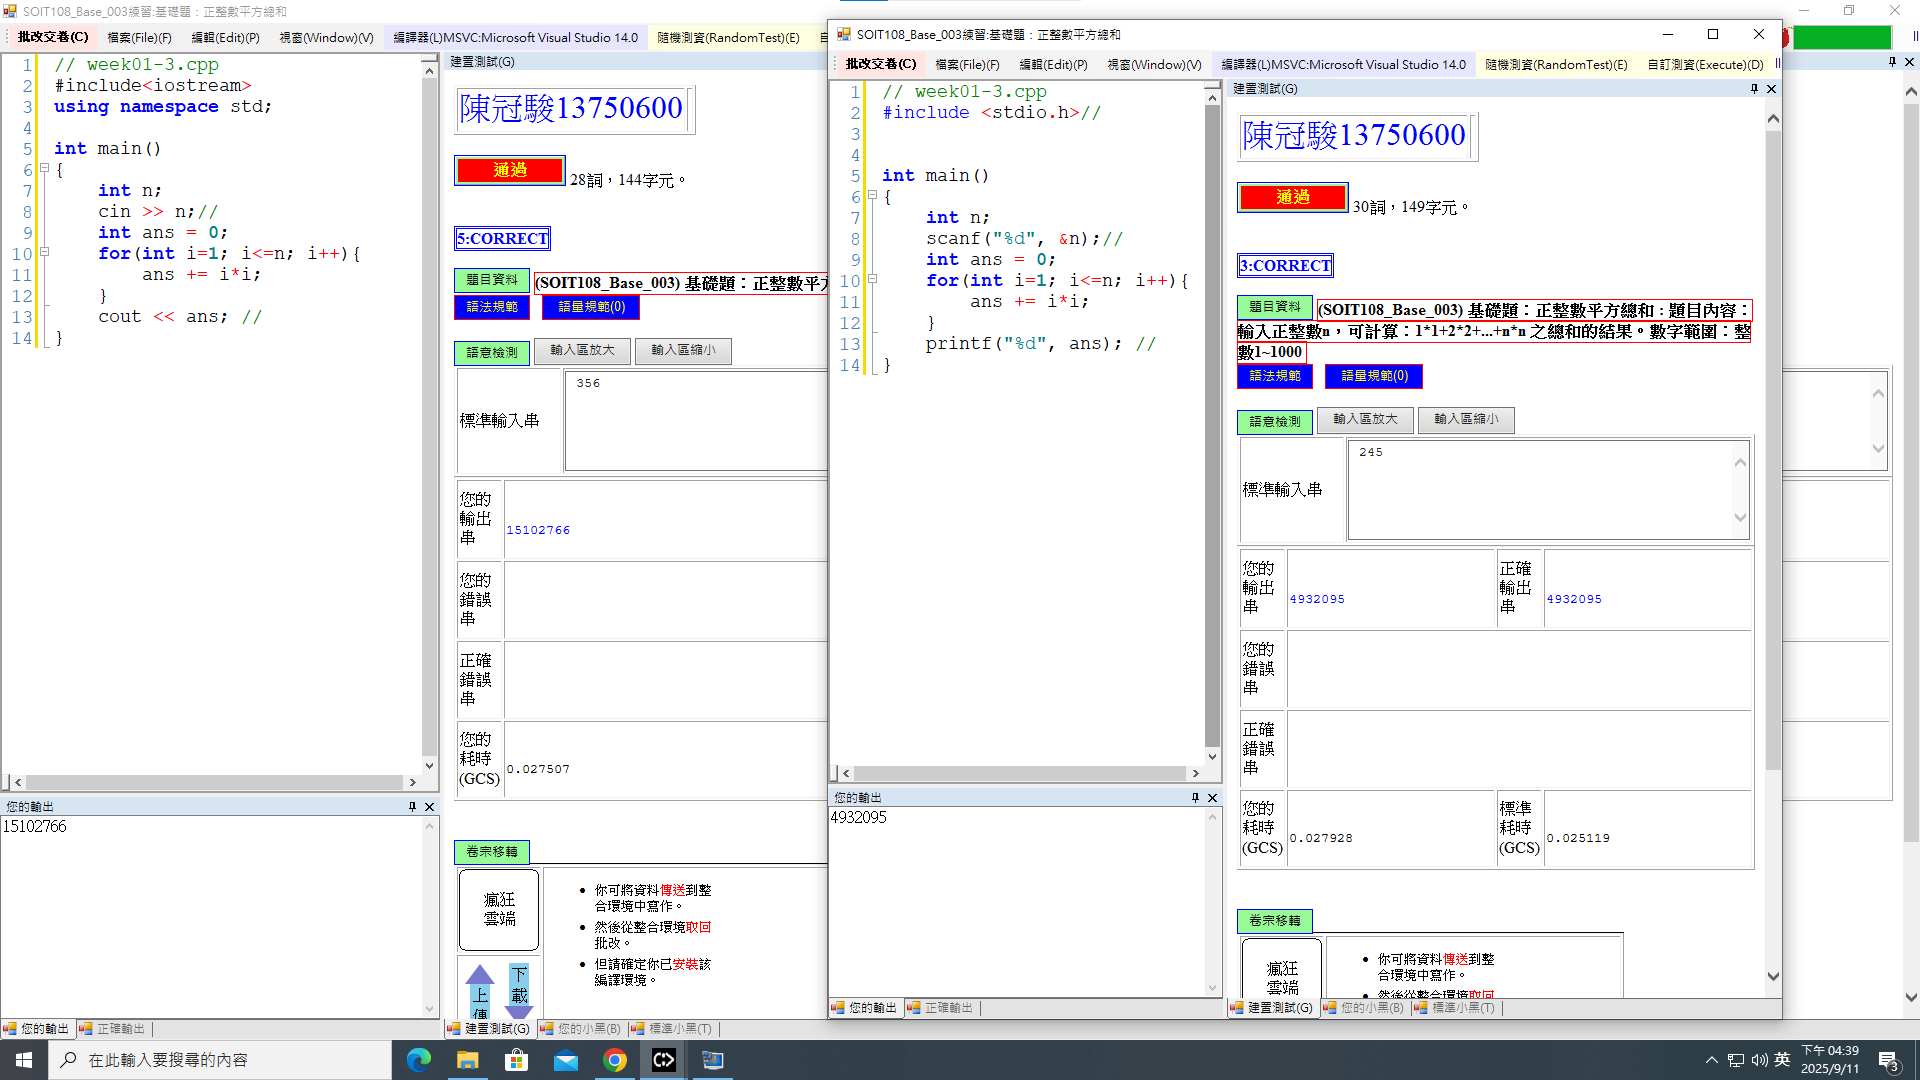 SOIT108_Base_003練習:基礎題：正整數平方總和
批改交卷(C) 檔案(File)(F) 編輯(Edit)(P) 視窗(Window)(V) 編譯器(L)MSVC:Microsoft Visual Studio 14.0 隨機測資(RandomTest)(E) 自
1 // week01-3.cpp
2 #include<iostream>
3 using namespace std;
4
5 int main()
6 {
7 int n;
8 cin >> n;//
9 int ans = 0;
10 for(int i=1; i<=n; i++){
11 ans += i*i;
12 }
13 cout << ans; //
14 }
您的輸出
15102766
您的輸出 正確輸出
建置測試(G)
陳冠駿13750600
通過 28詞，144字元。
5:CORRECT
題目資料 (SOIT108_Base_003) 基礎題：正整數平方
語法規範 語量規範(0)
語意檢測 輸入區放大 輸入區縮小
標準輸入串 356
您的輸出串 15102766
您的錯誤串
正確錯誤串
您的耗時(GCS) 0.027507
卷宗移轉
瘋狂雲端
你可將資料傳送到整合環境中寫作。
然後從整合環境取回批改。
但請確定你已安裝該編譯環境。
上傳 下載
建置測試(G) 您的小黑(B) 標準小黑(T)
SOIT108_Base_003練習:基礎題：正整數平方總和
批改交卷(C) 檔案(File)(F) 編輯(Edit)(P) 視窗(Window)(V) 編譯器(L)MSVC:Microsoft Visual Studio 14.0 隨機測資(RandomTest)(E) 自訂測資(Execute)(D)
1 // week01-3.cpp
2 #include <stdio.h>//
3
4
5 int main()
6 {
7 int n;
8 scanf("%d", &n);//
9 int ans = 0;
10 for(int i=1; i<=n; i++){
11 ans += i*i;
12 }
13 printf("%d", ans); //
14 }
您的輸出
4932095
您的輸出 正確輸出
建置測試(G)
陳冠駿13750600
通過 30詞，149字元。
3:CORRECT
題目資料 (SOIT108_Base_003) 基礎題：正整數平方總和 : 題目內容：
輸入正整數n，可計算：1*1+2*2+...+n*n 之總和的結果。數字範圍：整
數1~1000
語法規範 語量規範(0)
語意檢測 輸入區放大 輸入區縮小
標準輸入串 245
您的輸出串 4932095 正確輸出串 4932095
您的錯誤串
正確錯誤串
您的耗時(GCS) 0.027928 標準耗時(GCS) 0.025119
卷宗移轉
瘋狂雲端
你可將資料傳送到整合環境中寫作。
然後從整合環境取回
建置測試(G) 您的小黑(B) 標準小黑(T)
在此輸入要搜尋的內容
英
下午 04:39
2025/9/11
3